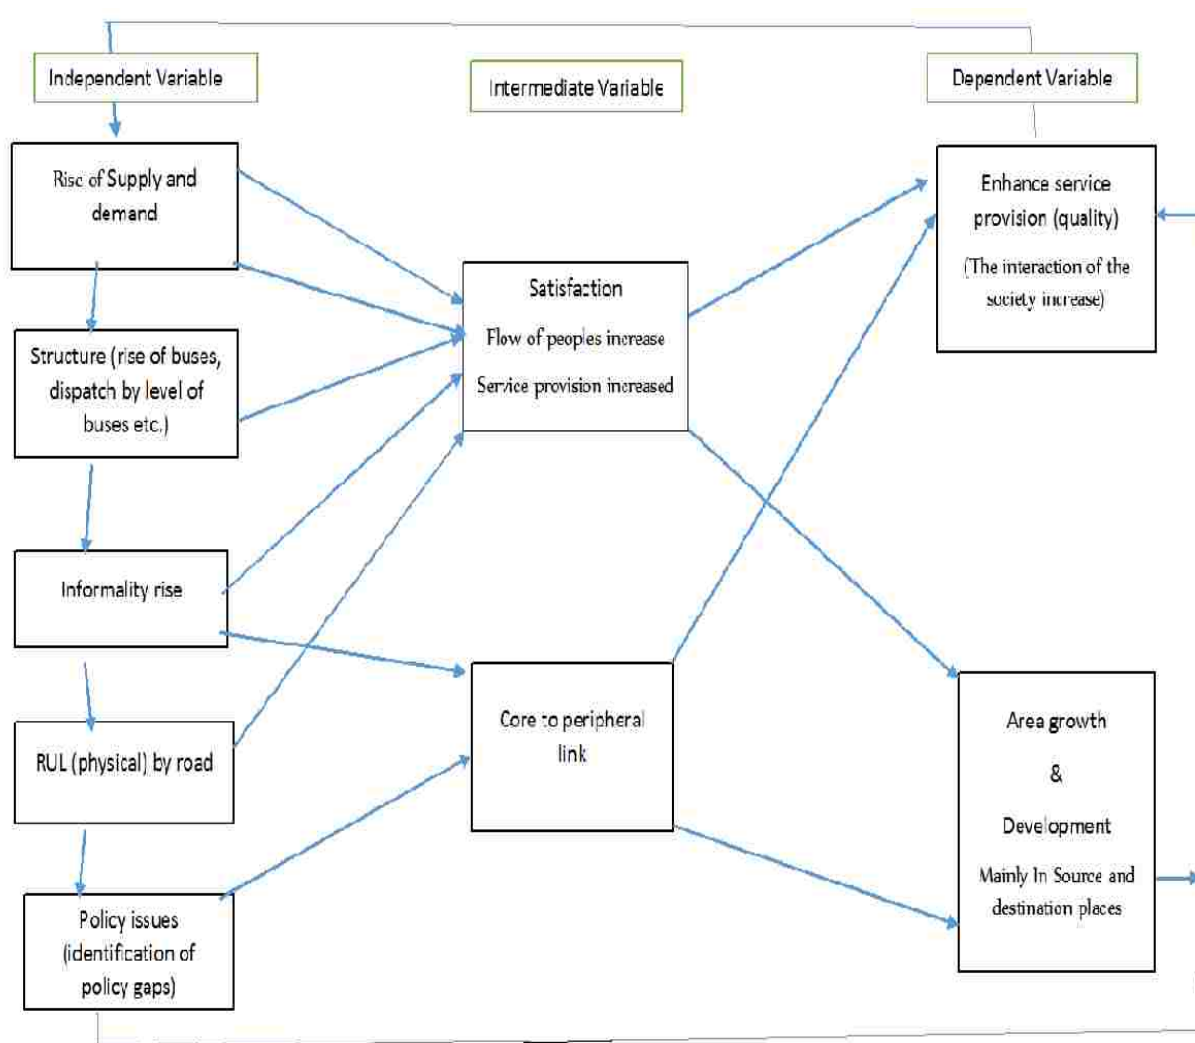 Independent Variable
Intermediate Variable
Dependent Variable
Rise of Supply and
demand
Structure (rise of buses,
dispatch by level of
buses etc.)
Informality rise
RUL (physical) by road
Policy issues
(identification of
policy gaps)
Satisfaction
Flow of peoples increase
Service provision increased
Core to peripheral
link
Enhance service
provision (quality)
(The interaction of the
society increase)
Area growth
&
Development
Mainly In Source and
destination places